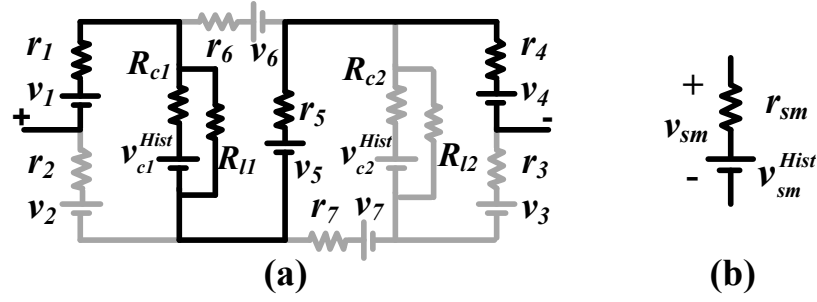 r1 r6 v6 r4
Rc1 Rc2
v1 r5 v4
+ -
r2 vc1Hist Rl1 v5 vc2Hist Rl2 r3
v2 r7 v7 v3
(a)
+
rsm
vsm
vsmHist
-
(b)